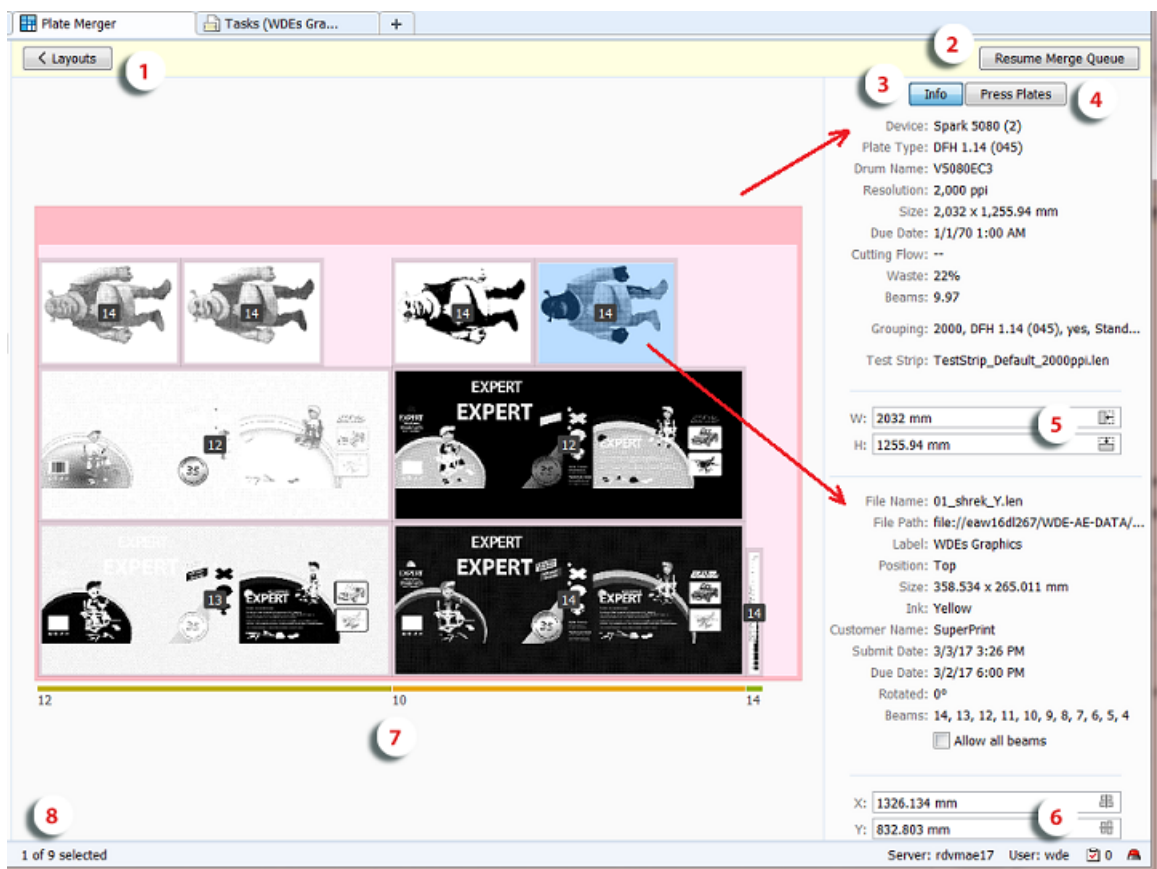 Plate Merger
Tasks (WDEs Gra...
+
< Layouts
1
2
Resume Merge Queue
3
Info
Press Plates
4
Device: Spark 5080 (2)
Plate Type: DFH 1.14 (045)
Drum Name: V5080EC3
Resolution: 2,000 ppi
Size: 2,032 x 1,255.94 mm
Due Date: 1/1/70 1:00 AM
Cutting Flow: --
Waste: 22%
Beams: 9.97
Grouping: 2000, DFH 1.14 (045), yes, Stand...
Test Strip: TestStrip_Default_2000ppi.len
W: 2032 mm
5
H: 1255.94 mm
File Name: 01_shrek_Y.len
File Path: file://eaw16dl267/WDE-AE-DATA/...
Label: WDEs Graphics
Position: Top
Size: 358.534 x 265.011 mm
Ink: Yellow
Customer Name: SuperPrint
Submit Date: 3/3/17 3:26 PM
Due Date: 3/2/17 6:00 PM
Rotated: 0°
Beams: 14, 13, 12, 11, 10, 9, 8, 7, 6, 5, 4
Allow all beams
X: 1326.134 mm
Y: 832.803 mm
6
14
14
14
14
12
35
EXPERT
EXPERT
EXPERT
EXPERT
12
35
EXPERT
EXPERT
13
35
EXPERT
EXPERT
EXPERT
14
35
EXPERT
14
12
10
14
7
8
1 of 9 selected
Server: rdvmae17
User: wde
0